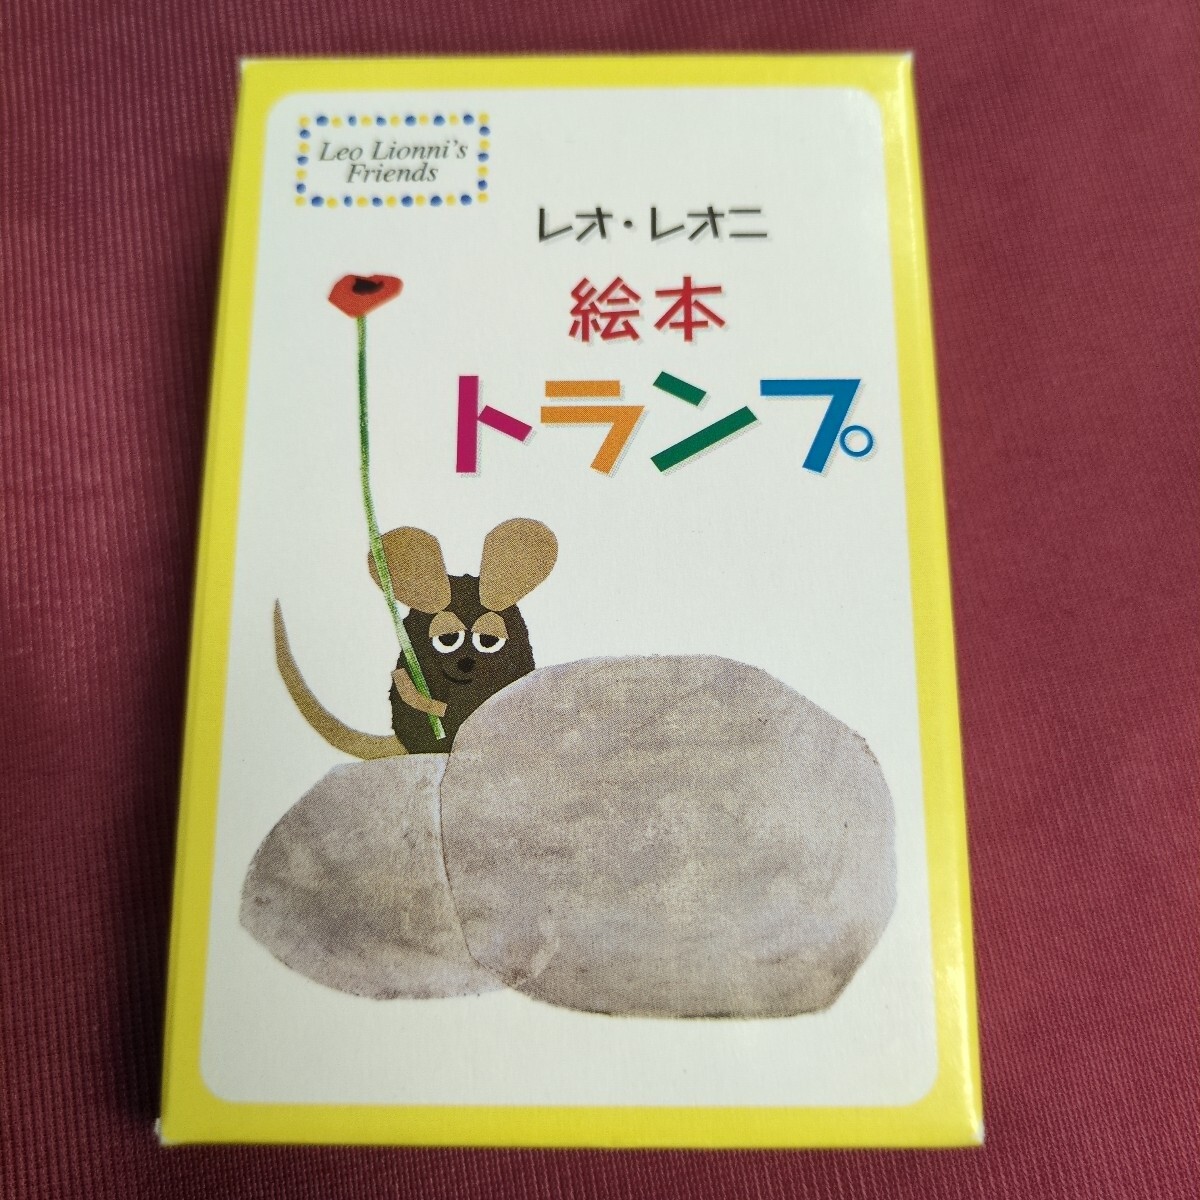 Leo Lionni's
Friends
レオ・レオニ
絵本
トランプ